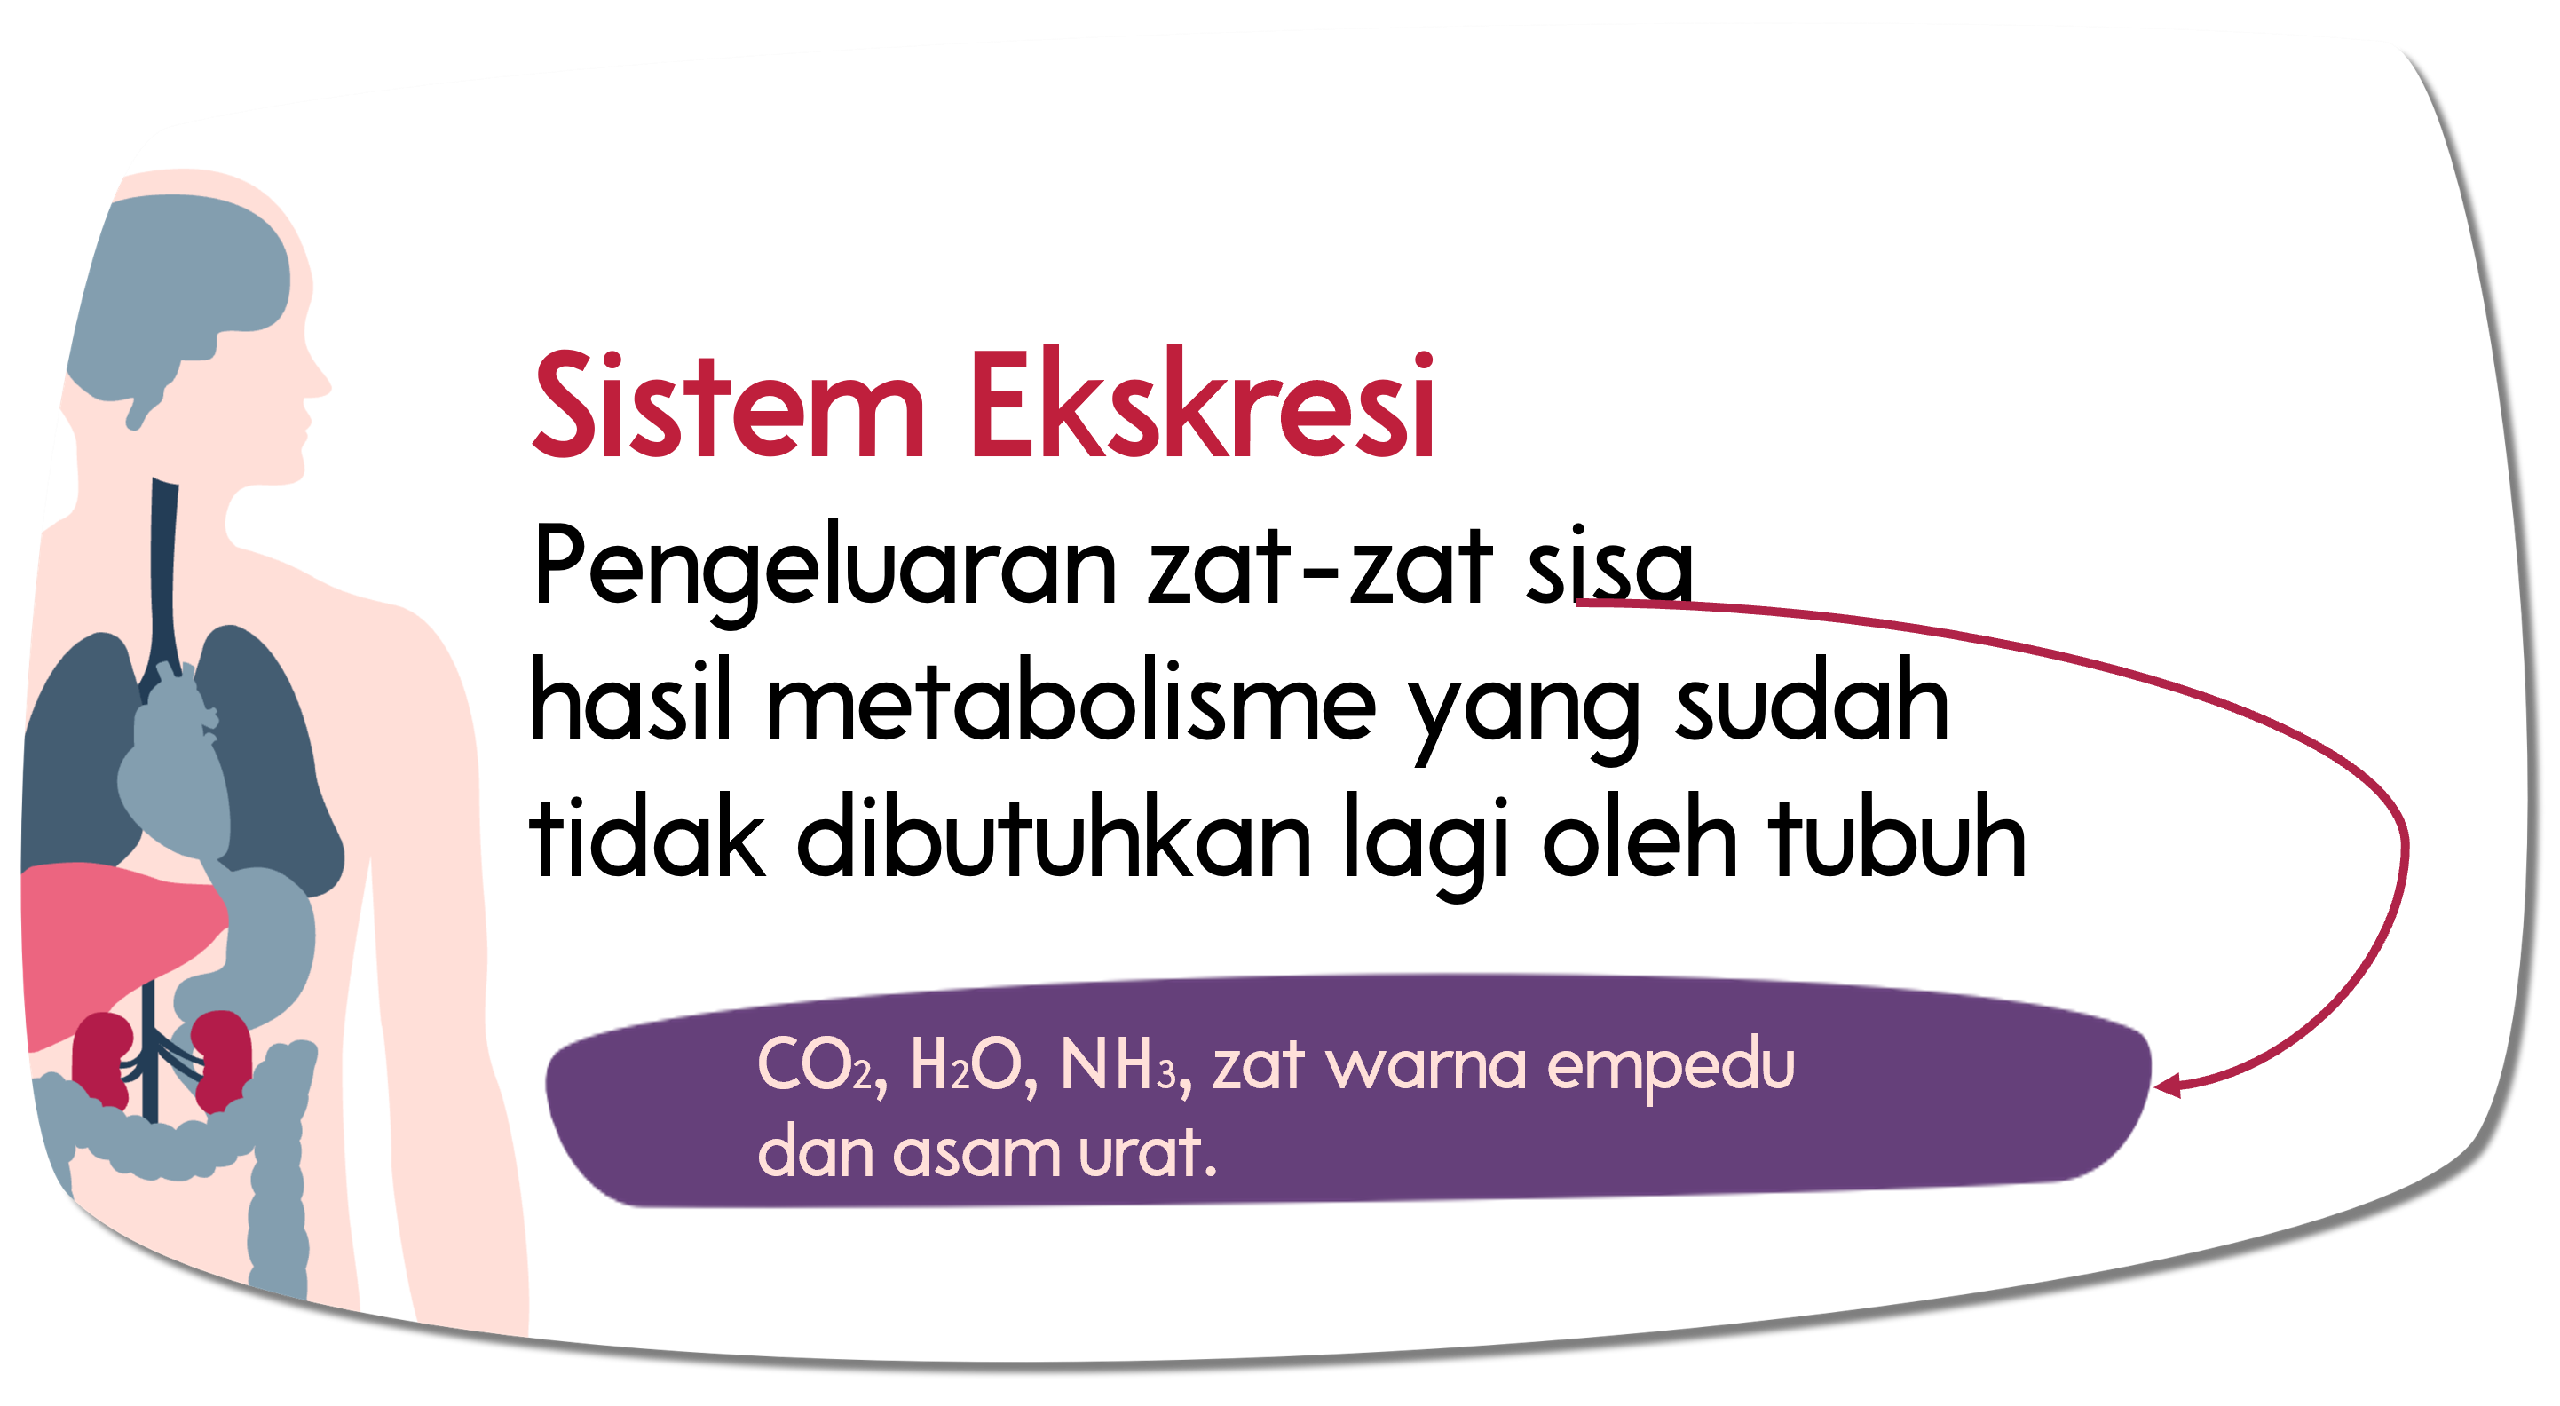 Sistem Ekskresi
Pengeluaran zat-zat sisa
hasil metabolisme yang sudah
tidak dibutuhkan lagi oleh tubuh
CO₂, H₂O, NH₃, zat warna empedu
dan asam urat.